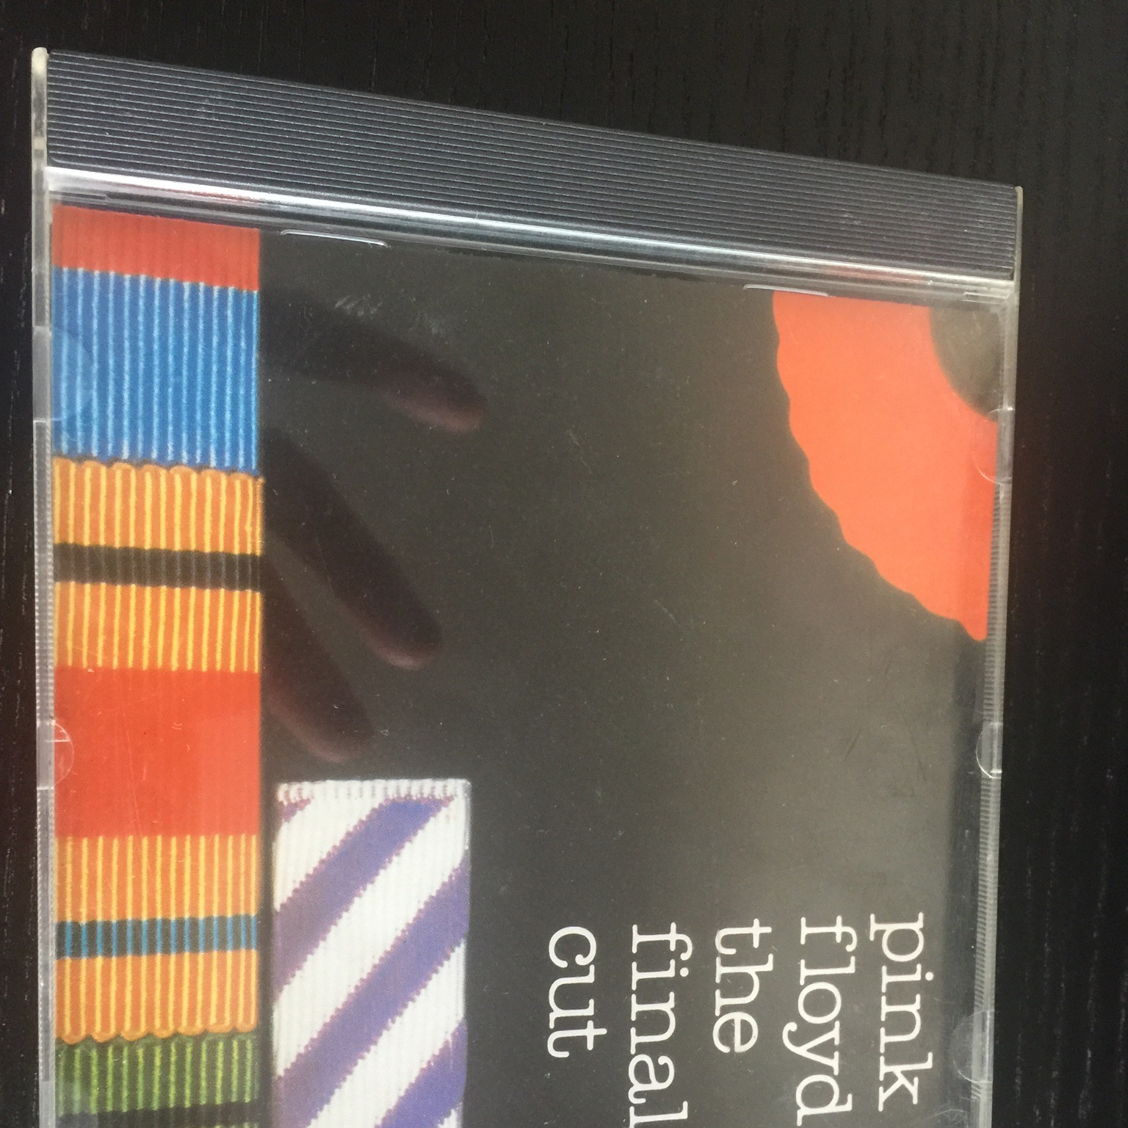 pink
floyd
the
final
cut